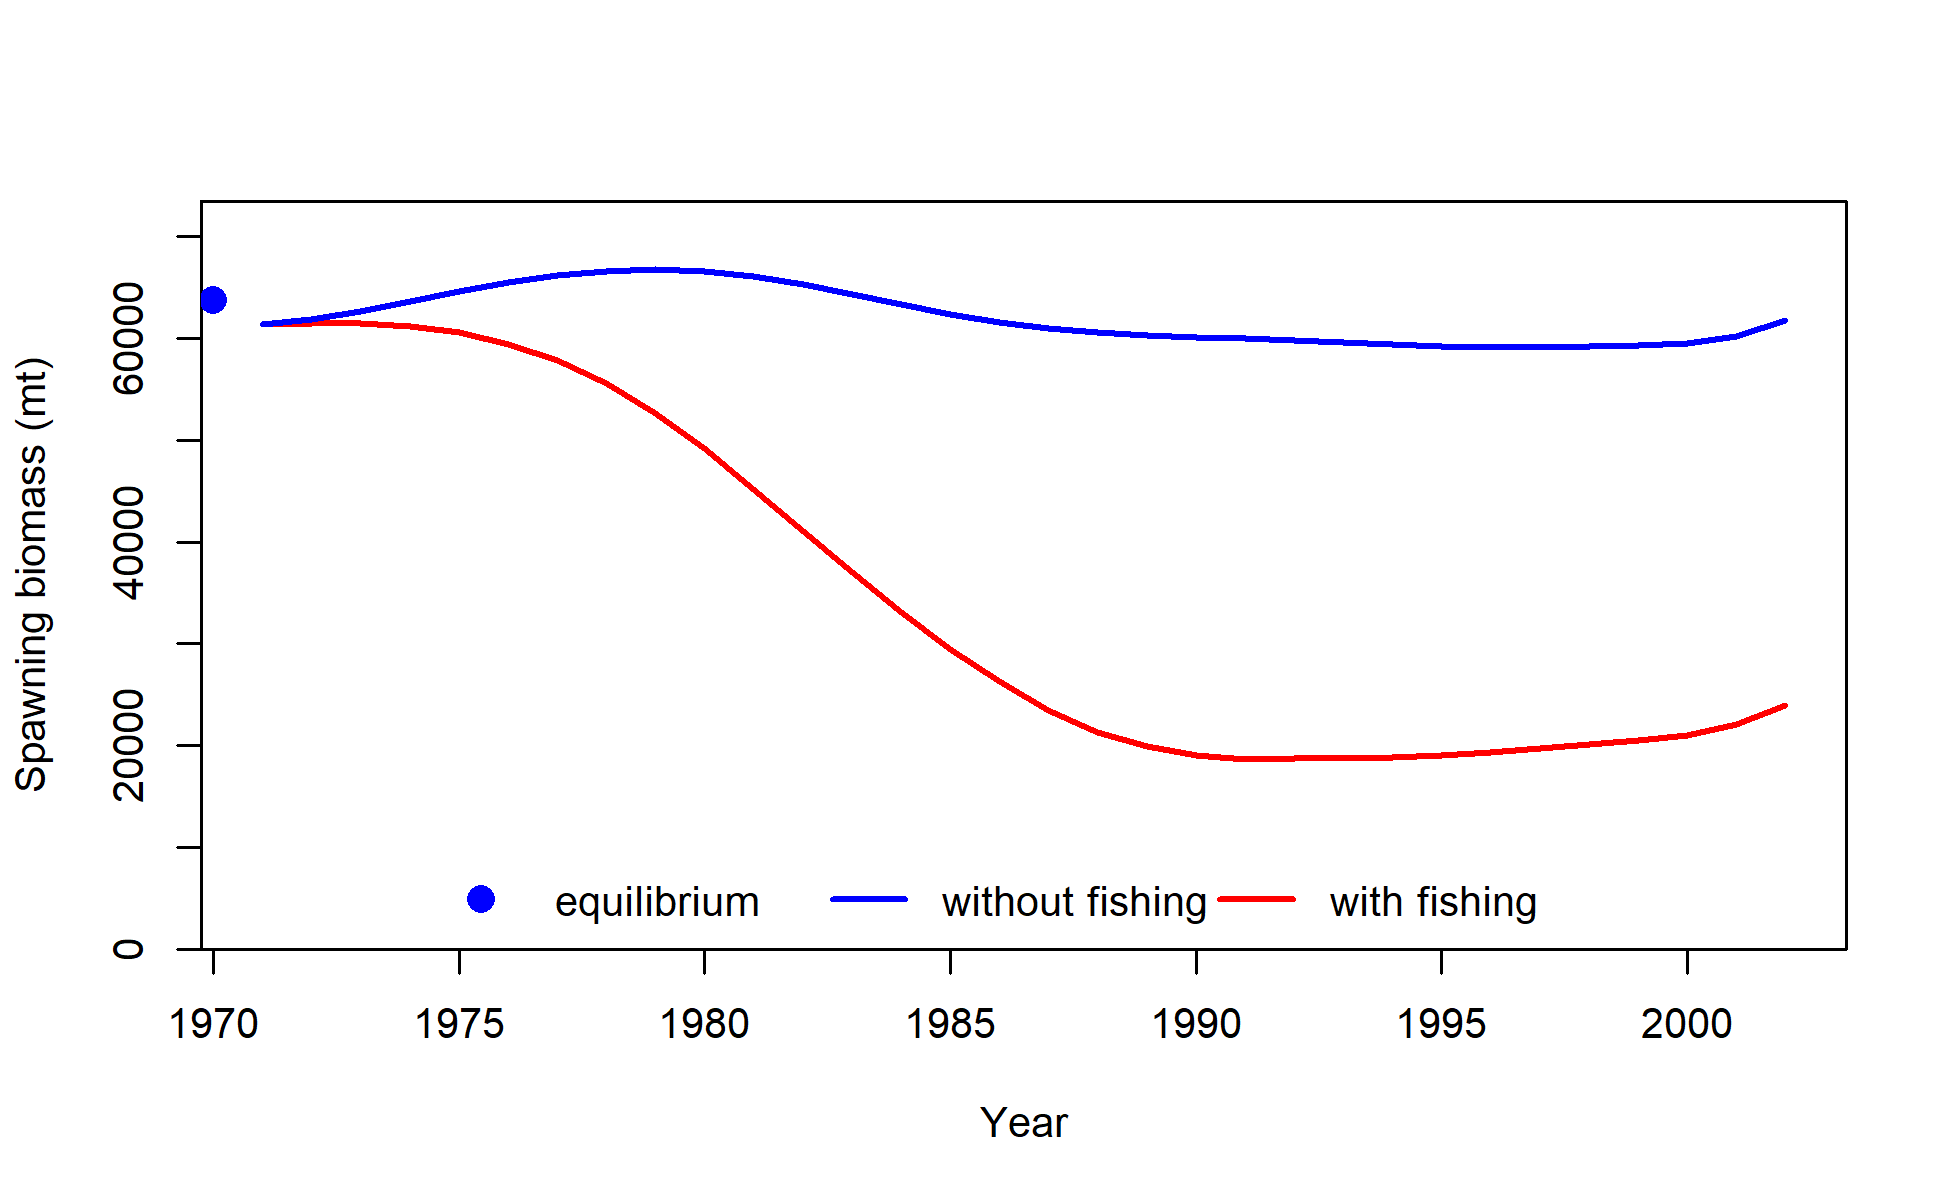 Spawning biomass (mt)
60000
40000
20000
0
equilibrium without fishing with fishing
1970 1975 1980 1985 1990 1995 2000
Year